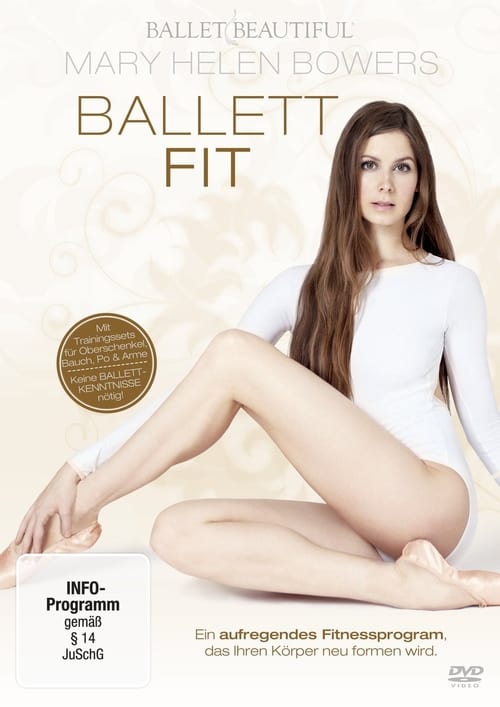 BALLET BEAUTIFUL®
MARY HELEN BOWERS
BALLETT
FIT
Mit
Trainingssets
für Oberschenkel,
Bauch, Po & Arme
Keine BALLETT-
KENNTNISSE
nötig!
INFO-
Programm
gemäß
§ 14
JuSchG
Ein aufregendes Fitnessprogram,
das Ihren Körper neu formen wird.
DVD
VIDEO